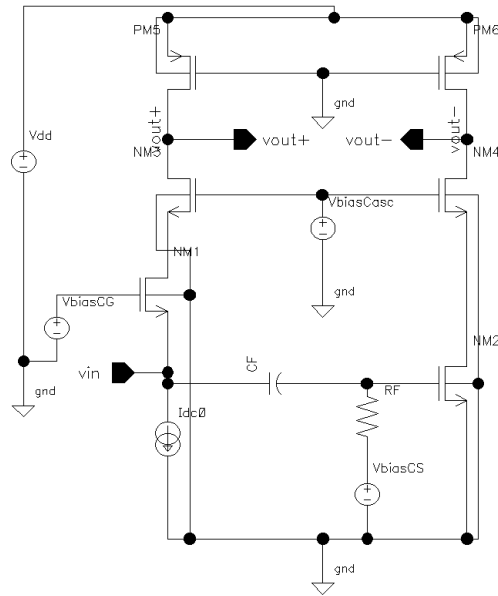 PM5
PM6
gnd
Vdd
vout+
vout-
vout+
vout-
NM3
NM4
VbiasCasc
NM1
gnd
VbiasCG
NM2
vin
CF
RF
gnd
Idc0
VbiasCS
gnd